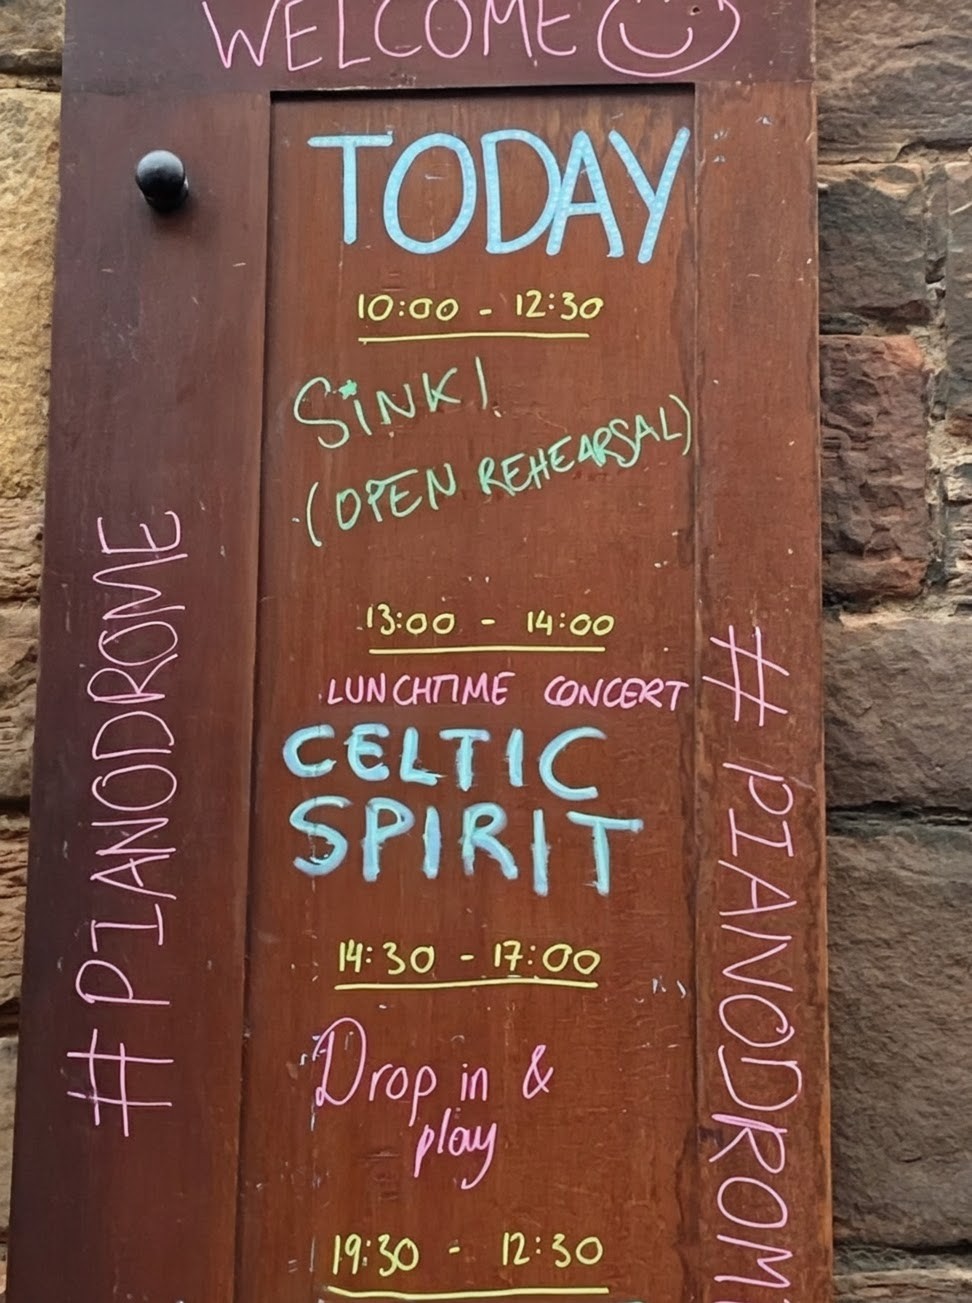 WELCOME
TODAY
10:00 - 12:30
SINK!
(OPEN REHEARSAL)
13:00 - 14:00
LUNCHTIME CONCERT
CELTIC
SPIRIT
14:30 - 17:00
Drop in &
play
19:30 - 12:30
#PIANODROME
#PIANODROM